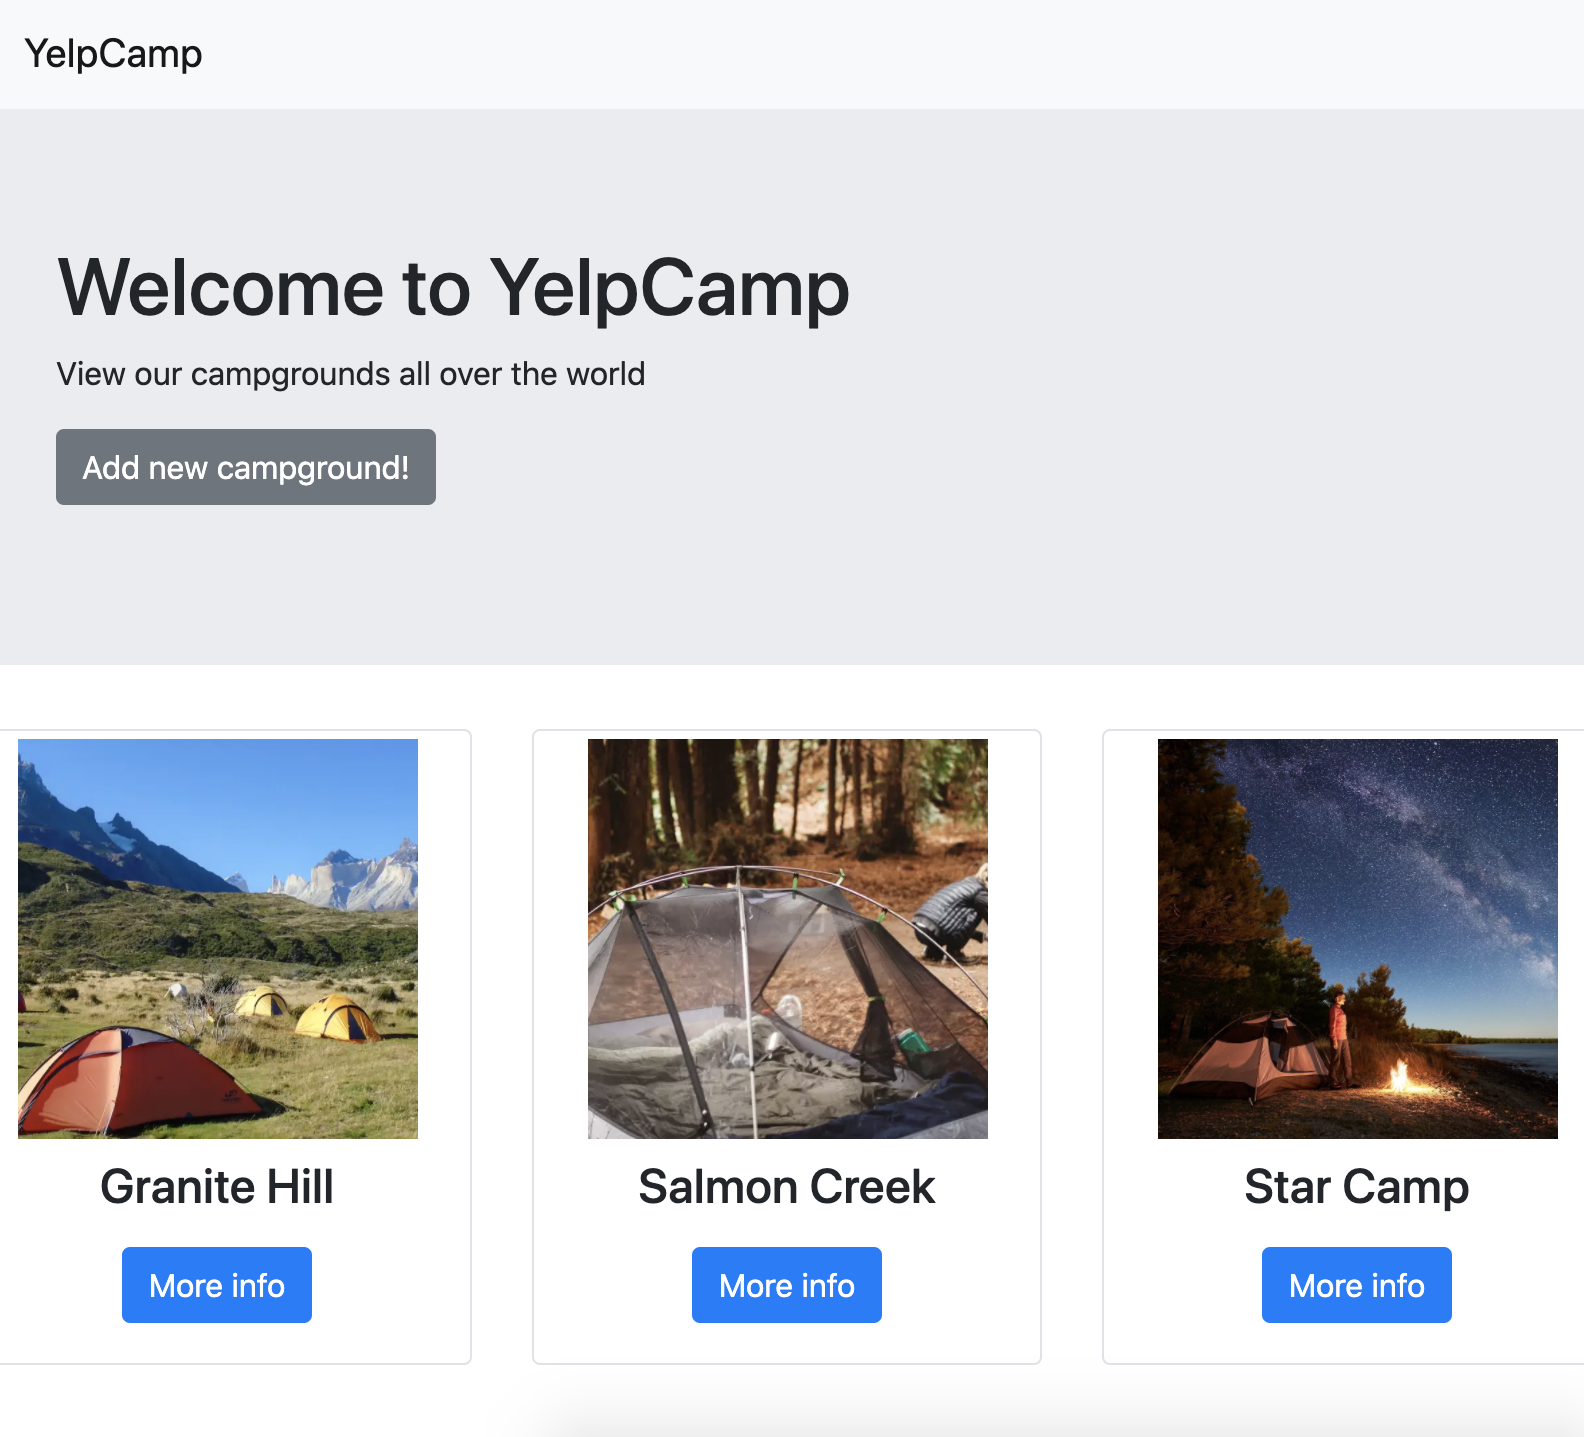 YelpCamp
Welcome to YelpCamp
View our campgrounds all over the world
Add new campground!
Granite Hill
More info
Salmon Creek
More info
Star Camp
More info